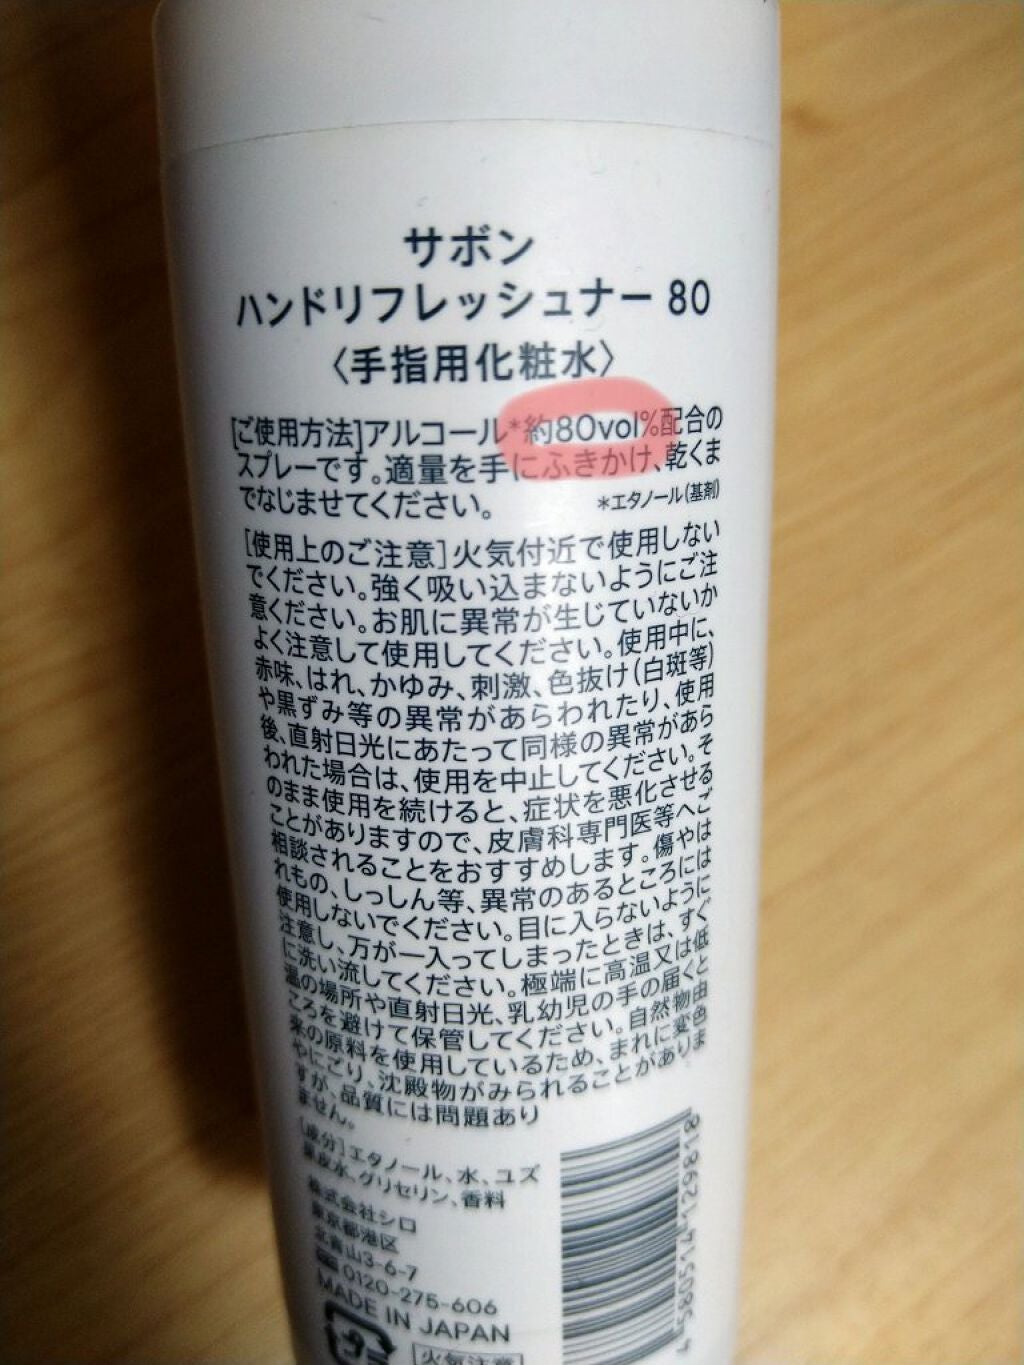 サボン
ハンドリフレッシュナー 80
〈手指用化粧水〉
[ご使用方法]アルコール*約80vol%配合の
スプレーです。適量を手にふきかけ、乾くま
でなじませてください。
*エタノール(基剤)
[使用上のご注意]火気付近で使用しない
でください。強く吸い込まないようにご注
意ください。お肌に異常が生じていないか
よく注意して使用してください。使用中に、
赤味、はれ、かゆみ、刺激、色抜け(白斑等)
や黒ずみ等の異常があらわれたり、使用
後、直射日光にあたって同様の異常があら
われた場合は、使用を中止してください。そ
のまま使用を続けると、症状を悪化させる
ことがありますので、皮膚科専門医等へご
相談されることをおすすめします。傷やは
れもの、しっしん等、異常のあるところには
使用しないでください。目に入らないように
注意し、万が一入ってしまったときは、すぐ
に洗い流してください。極端に高温又は低
温の場所や直射日光、乳幼児の手の届くと
ころを避けて保管してください。自然物由
来の原料を使用しているため、まれに変色
やにごり、沈殿物がみられることがありま
すが、品質には問題あり
ません。
[成分]エタノール、水、ユズ
果皮水、グリセリン、香料
株式会社シロ
東京都港区
北青山3-6-7
0120-275-606
MADE IN JAPAN
火気注意
4 580514 129818